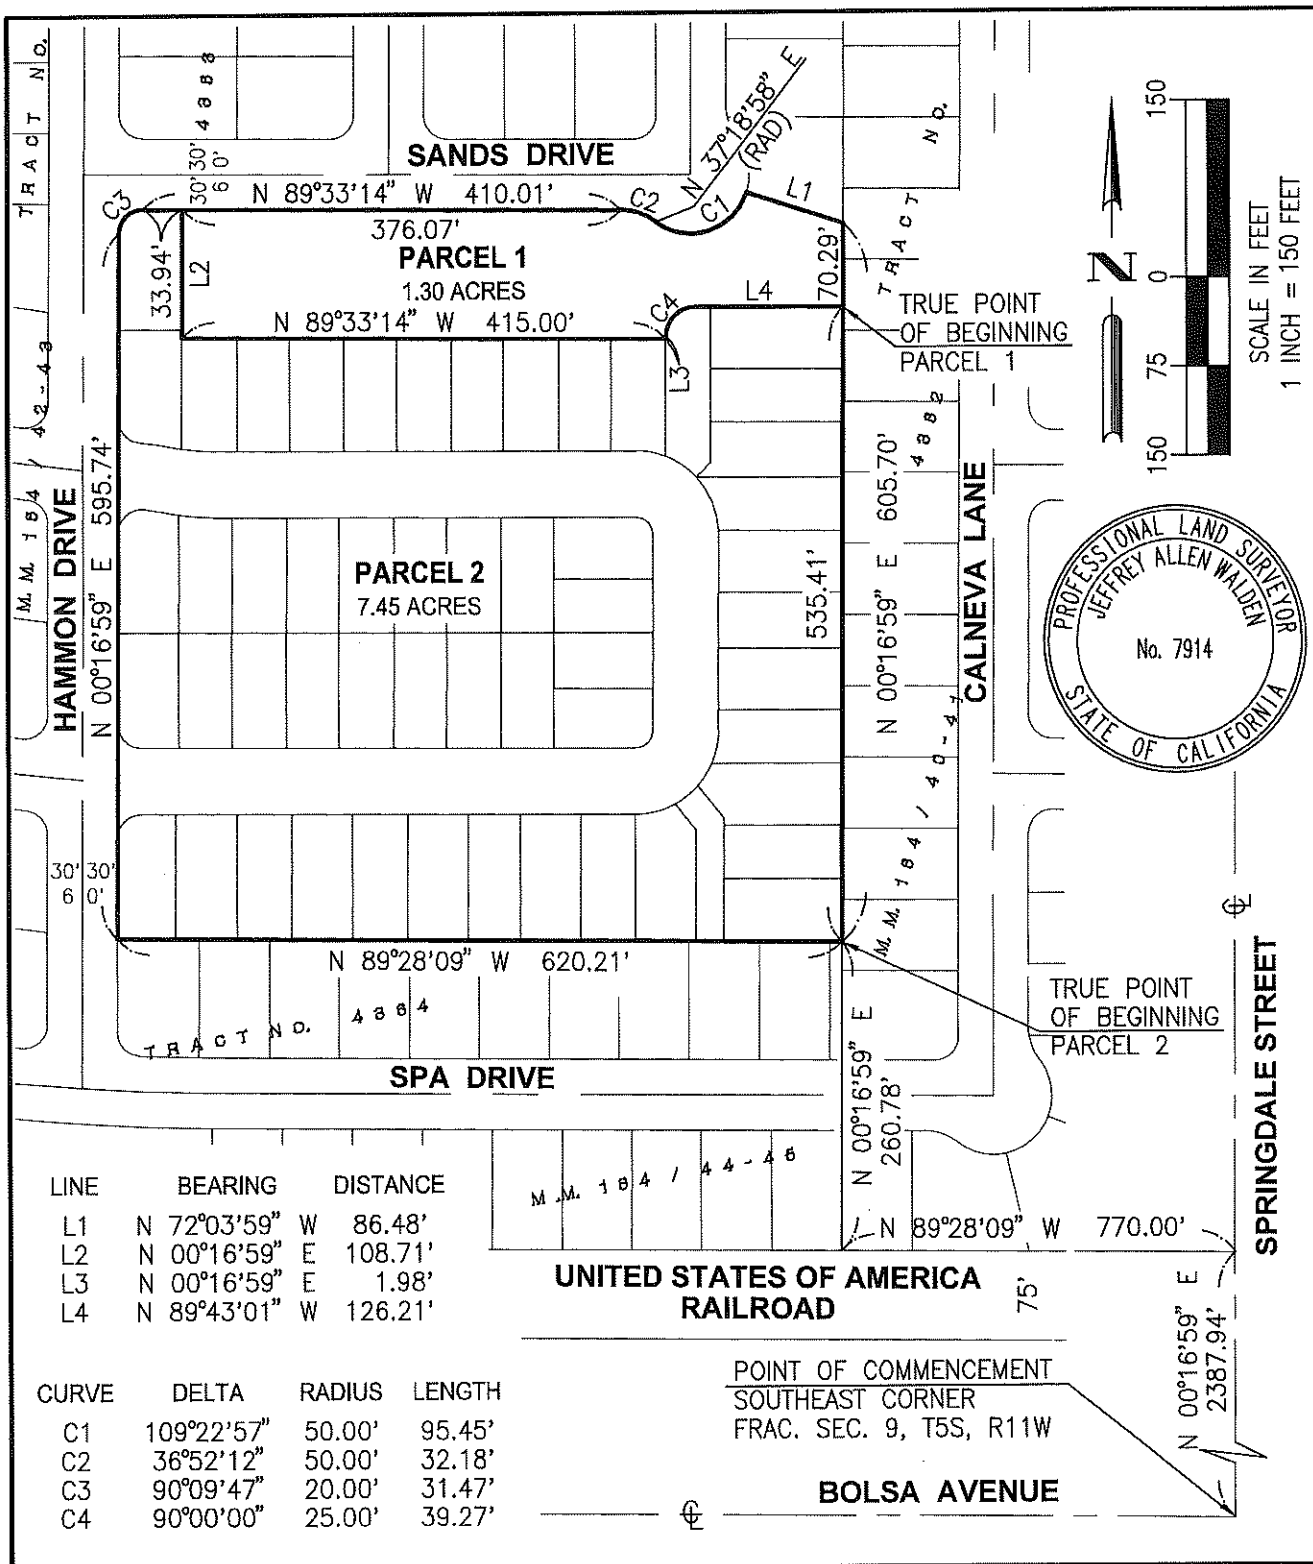 TRACT NO.
4883
M.M. 184 / 42-43
30' 30'
6 0'
SANDS DRIVE
N 89°33'14" W 410.01'
376.07'
C3
C2
C1
N 37°18'58" E
(RAD)
L1
33.94'
L2
PARCEL 1
1.30 ACRES
N 89°33'14" W 415.00'
C4
L4
L3
70.29'
TRUE POINT
OF BEGINNING
PARCEL 1
TRACT NO.
4882
M.M. 184 / 40-41
N
150
0
75
150
SCALE IN FEET
1 INCH = 150 FEET
HAMMON DRIVE
N 00°16'59" E 595.74'
PARCEL 2
7.45 ACRES
535.41'
N 00°16'59" E 605.70'
CALNEVA LANE
PROFESSIONAL LAND SURVEYOR
JEFFREY ALLEN WALDEN
No. 7914
STATE OF CALIFORNIA
30' 30'
6 0'
N 89°28'09" W 620.21'
TRACT NO. 4884
SPA DRIVE
M.M. 184 / 44-46
N 00°16'59" E
260.78'
TRUE POINT
OF BEGINNING
PARCEL 2
SPRINGDALE STREET
N 89°28'09" W 770.00'
UNITED STATES OF AMERICA
RAILROAD
75'
N 00°16'59" E
2387.94'
POINT OF COMMENCEMENT
SOUTHEAST CORNER
FRAC. SEC. 9, T5S, R11W
BOLSA AVENUE
LINE BEARING DISTANCE
L1 N 72°03'59" W 86.48'
L2 N 00°16'59" E 108.71'
L3 N 00°16'59" E 1.98'
L4 N 89°43'01" W 126.21'
CURVE DELTA RADIUS LENGTH
C1 109°22'57" 50.00' 95.45'
C2 36°52'12" 50.00' 32.18'
C3 90°09'47" 20.00' 31.47'
C4 90°00'00" 25.00' 39.27'